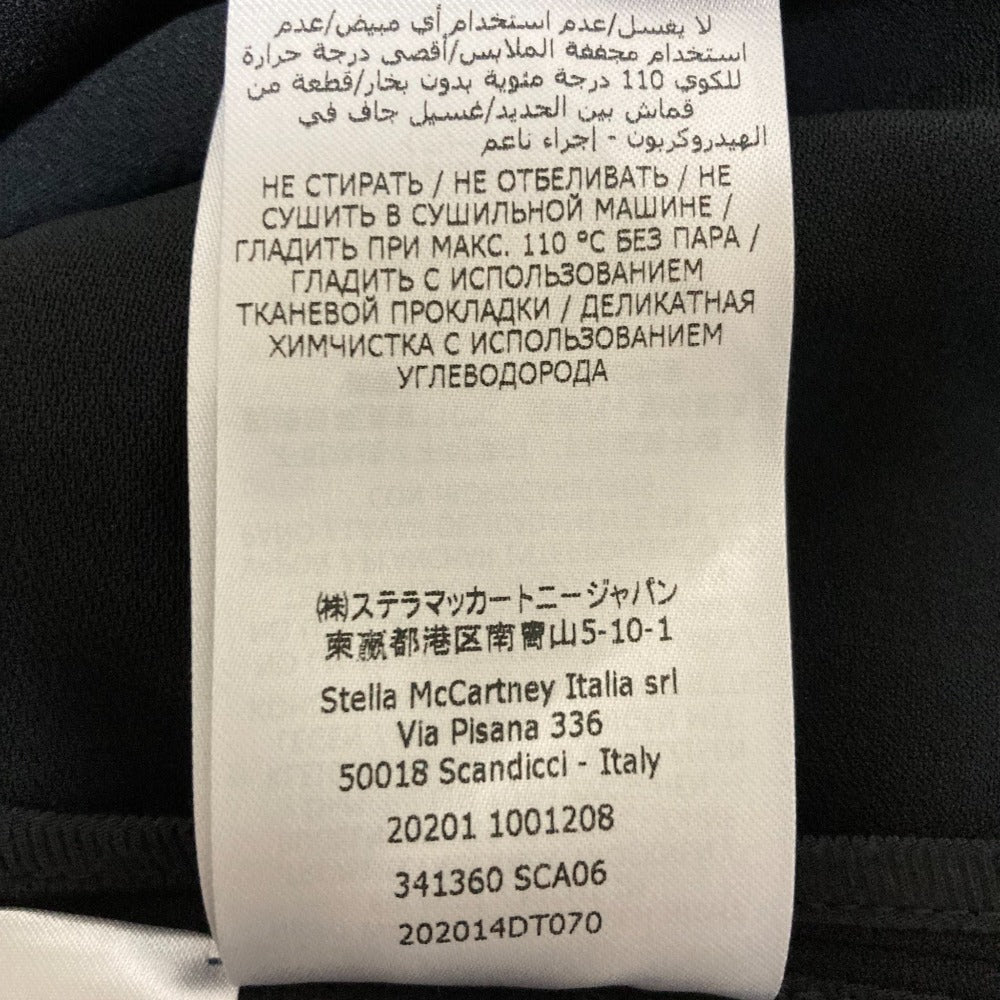 لا يغسل/عدم استخدام أي مبيض/عدم
استخدام مجففة الملابس/أقصى درجة حرارة
للكوي 110 درجة مئوية بدون بخار/قطعة من
قماش بين الحديد/غسيل جاف في
الهيدروكربون - إجراء ناعم
НЕ СТИРАТЬ / НЕ ОТБЕЛИВАТЬ / НЕ
СУШИТЬ В СУШИЛЬНОЙ МАШИНЕ /
ГЛАДИТЬ ПРИ МАКС. 110 °C БЕЗ ПАРА /
ГЛАДИТЬ С ИСПОЛЬЗОВАНИЕМ
ТКАНЕВОЙ ПРОКЛАДКИ / ДЕЛИКАТНАЯ
ХИМЧИСТКА С ИСПОЛЬЗОВАНИЕМ
УГЛЕВОДОРОДА
㈱ステラマッカートニージャパン
東京都港区南青山5-10-1
Stella McCartney Italia srl
Via Pisana 336
50018 Scandicci - Italy
20201 1001208
341360 SCA06
202014DT070